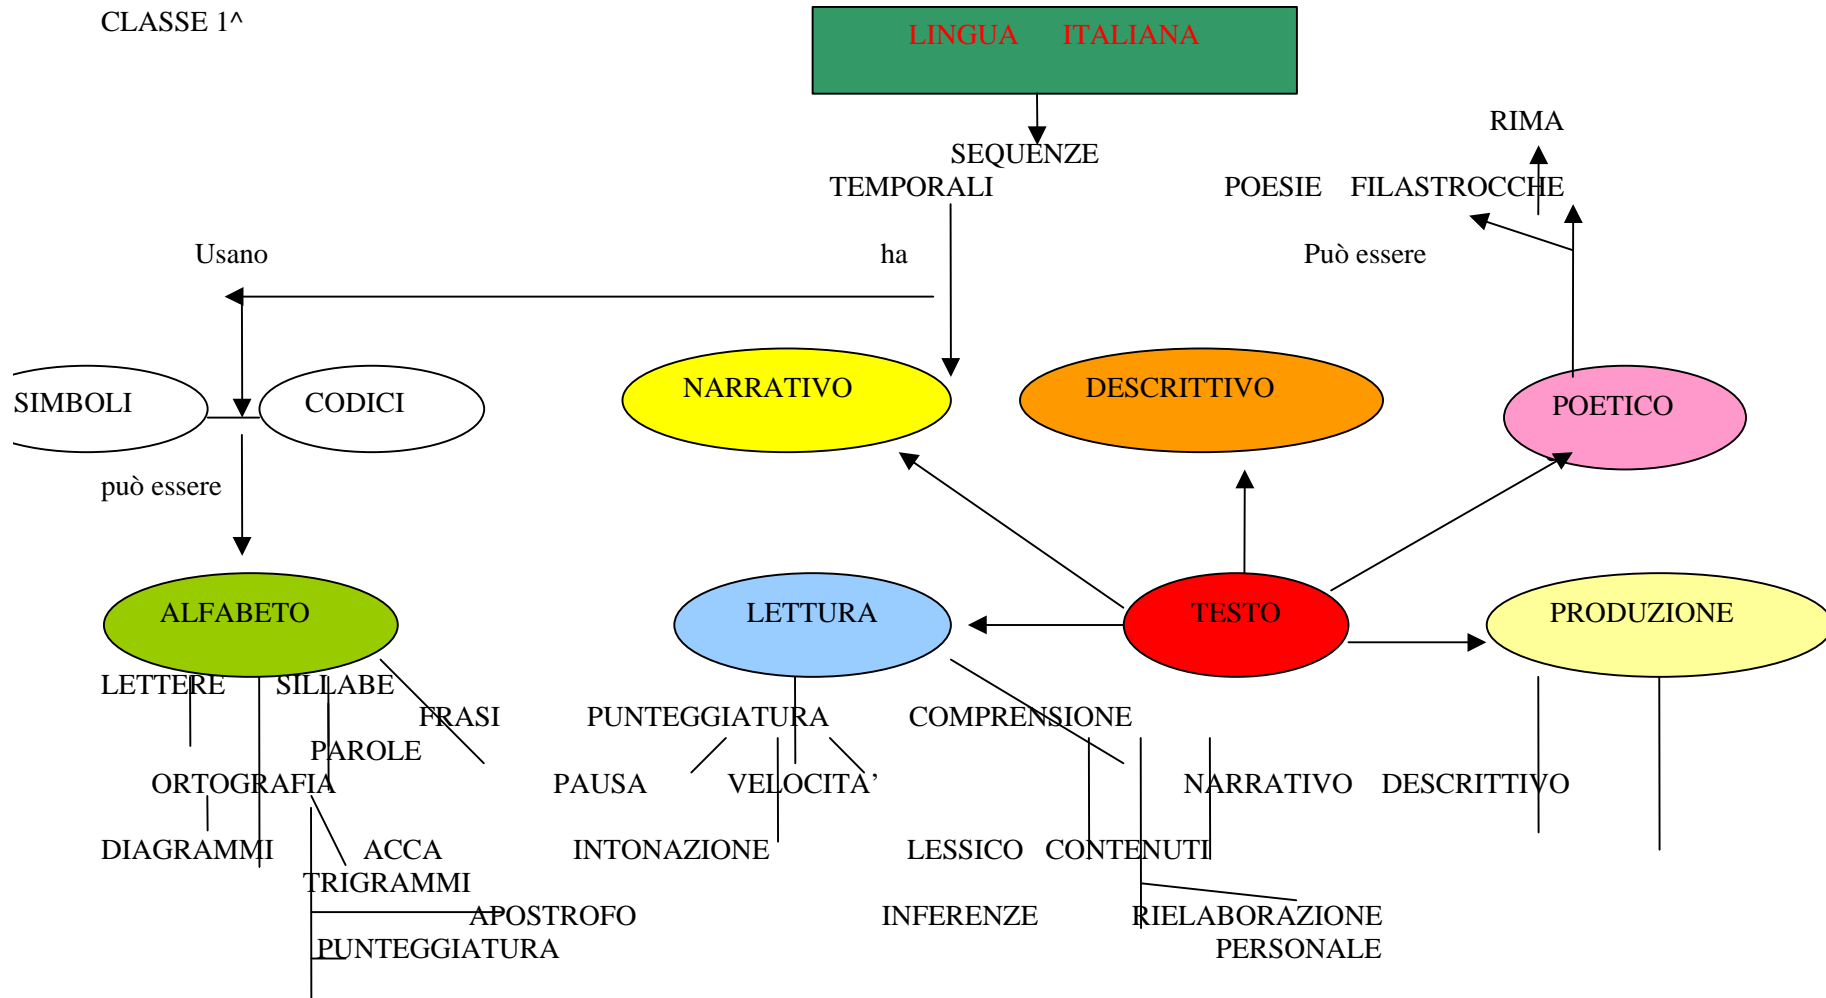 CLASSE 1^
LINGUA ITALIANA
RIMA
SEQUENZE
TEMPORALI POESIE FILASTROCCHE
Usano ha Può essere
SIMBOLI CODICI NARRATIVO DESCRITTIVO POETICO
può essere
ALFABETO LETTURA TESTO PRODUZIONE
LETTERE SILLABE
FRASI PUNTEGGIATURA COMPRENSIONE
PAROLE
ORTOGRAFIA PAUSA VELOCITA’ NARRATIVO DESCRITTIVO
DIAGRAMMI ACCA INTONAZIONE LESSICO CONTENUTI
TRIGRAMMI
APOSTROFO INFERENZE RIELABORAZIONE
PUNTEGGIATURA PERSONALE